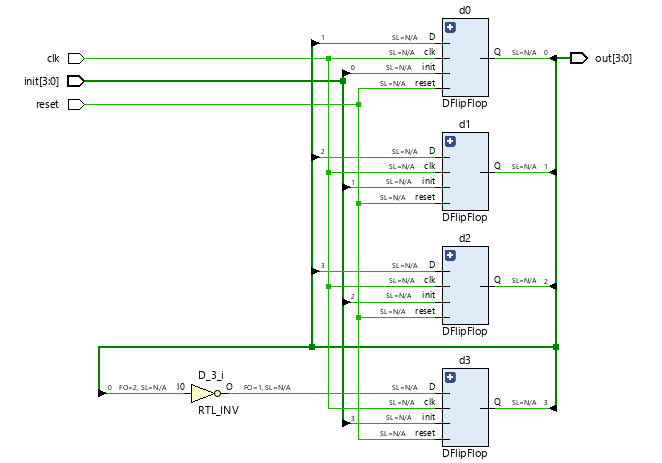 d0
1 SL=N/A D
clk SL=N/A clk Q SL=N/A 0 out[3:0]
0 SL=N/A init
init[3:0]
SL=N/A reset
reset
DFlipFlop
d1
2 SL=N/A D
SL=N/A clk Q SL=N/A 1
1 SL=N/A init
SL=N/A reset
DFlipFlop
d2
3 SL=N/A D
SL=N/A clk Q SL=N/A 2
2 SL=N/A init
SL=N/A reset
DFlipFlop
d3
D_3_i
0 FO=2, SL=N/A I0 O FO=1, SL=N/A SL=N/A D
SL=N/A clk Q SL=N/A 3
RTL_INV
3 SL=N/A init
SL=N/A reset
DFlipFlop